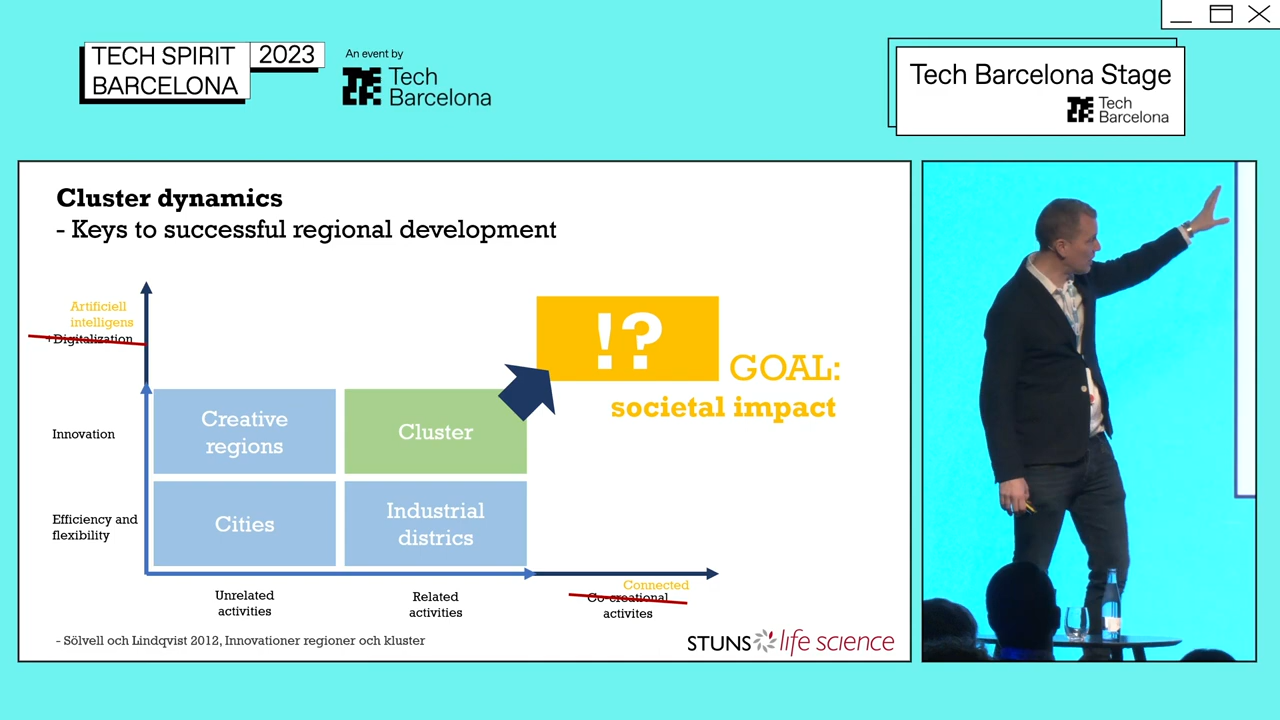 TECH SPIRIT
BARCELONA
2023
An event by
Tech
Barcelona
Tech Barcelona Stage
Tech
Barcelona
Cluster dynamics
- Keys to successful regional development
Artificiell
intelligens
+Digitalization
!?
GOAL:
societal impact
Creative
regions
Cluster
Innovation
Cities
Industrial
districs
Efficiency and
flexibility
Unrelated
activities
Related
activities
Connected
Co-creational
activites
- Sölvell och Lindqvist 2012, Innovationer regioner och kluster
STUNS life science